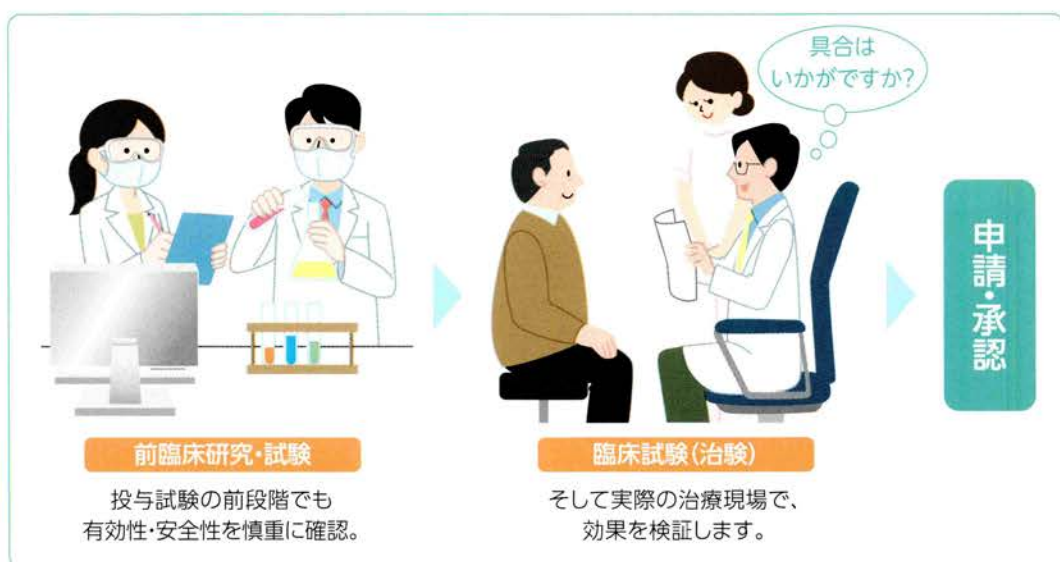 具合は
いかがですか?
前臨床研究・試験
投与試験の前段階でも
有効性・安全性を慎重に確認。
臨床試験(治験)
そして実際の治療現場で、
効果を検証します。
申請・承認